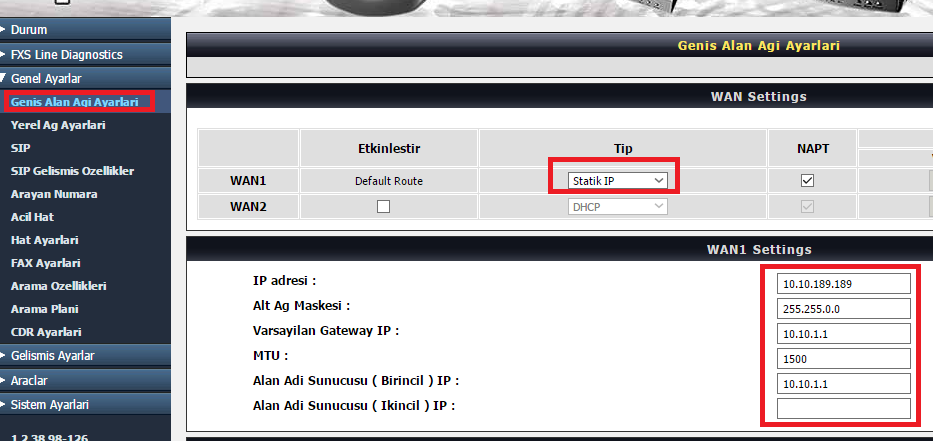 Durum
FXS Line Diagnostics
Genel Ayarlar
Genis Alan Agi Ayarlari
Yerel Ag Ayarlari
SIP
SIP Gelismis Ozellikler
Arayan Numara
Acil Hat
Hat Ayarlari
FAX Ayarlari
Arama Ozellikleri
Arama Plani
CDR Ayarlari
Gelismis Ayarlar
Araclar
Sistem Ayarlari
1.2.38.98-126
Genis Alan Agi Ayarlari
WAN Settings
Etkinlestir Tip NAPT
WAN1 Default Route Statik IP
WAN2 DHCP
WAN1 Settings
IP adresi : 10.10.189.189
Alt Ag Maskesi : 255.255.0.0
Varsayilan Gateway IP : 10.10.1.1
MTU : 1500
Alan Adi Sunucusu ( Birincil ) IP : 10.10.1.1
Alan Adi Sunucusu ( Ikincil ) IP :